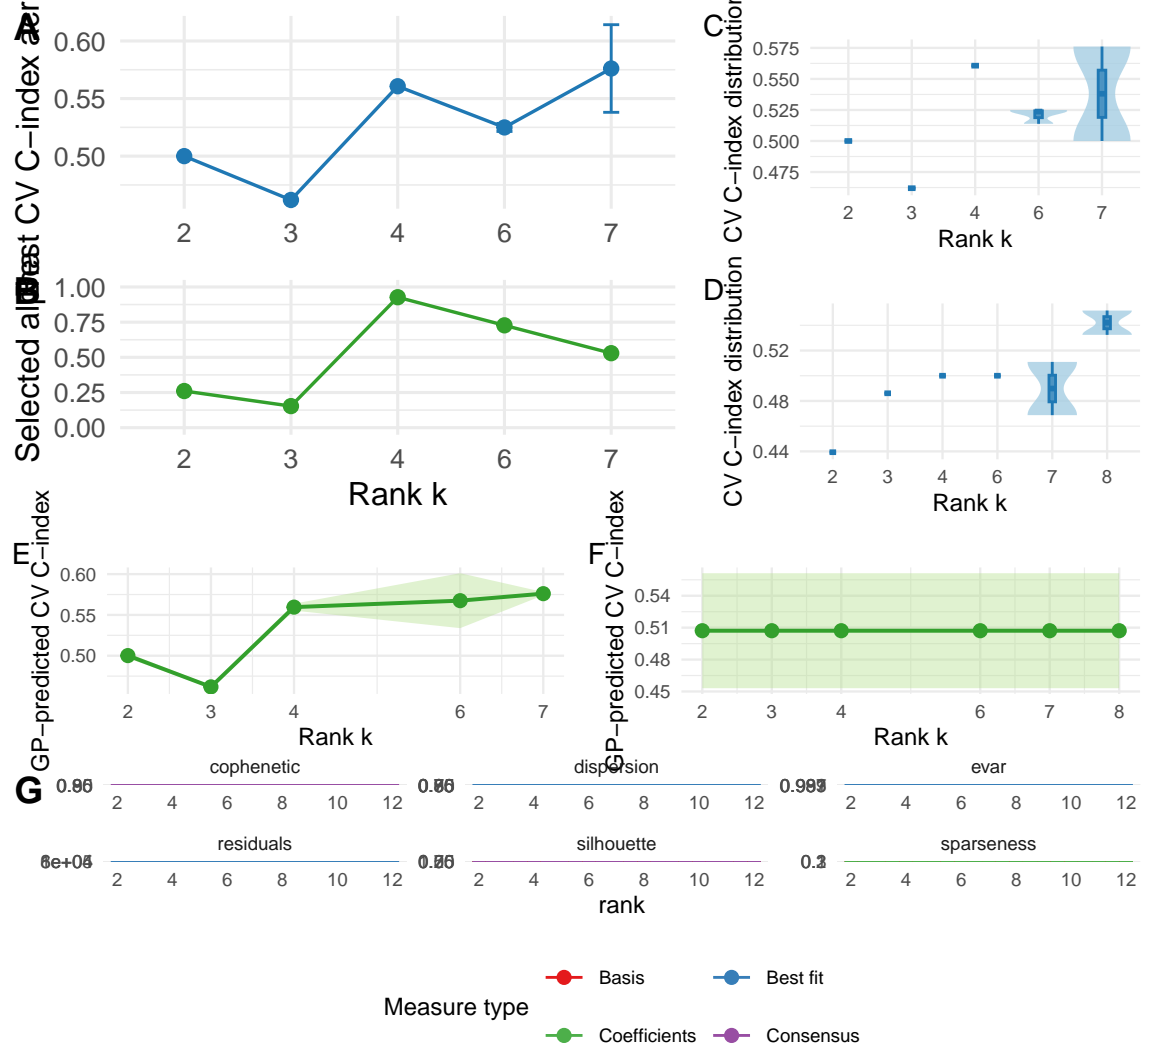 A
0.60
0.55
0.50
2 3 4 6 7
B
1.00
0.75
0.50
0.25
0.00
2 3 4 6 7
Rank k
C
CV C−index distribution
0.575
0.550
0.525
0.500
0.475
2 3 4 6 7
Rank k
D
CV C−index distribution
0.52
0.48
0.44
2 3 4 6 7 8
Rank k
E
GP−predicted CV C−index
0.60
0.55
0.50
2 3 4 6 7
Rank k
F
GP−predicted CV C−index
0.54
0.51
0.48
0.45
2 3 4 6 7 8
Rank k
G
cophenetic dispersion evar
2 4 6 8 10 12 2 4 6 8 10 12 2 4 6 8 10 12
residuals silhouette sparseness
2 4 6 8 10 12 2 4 6 8 10 12 2 4 6 8 10 12
rank
Measure type
Basis Best fit
Coefficients Consensus